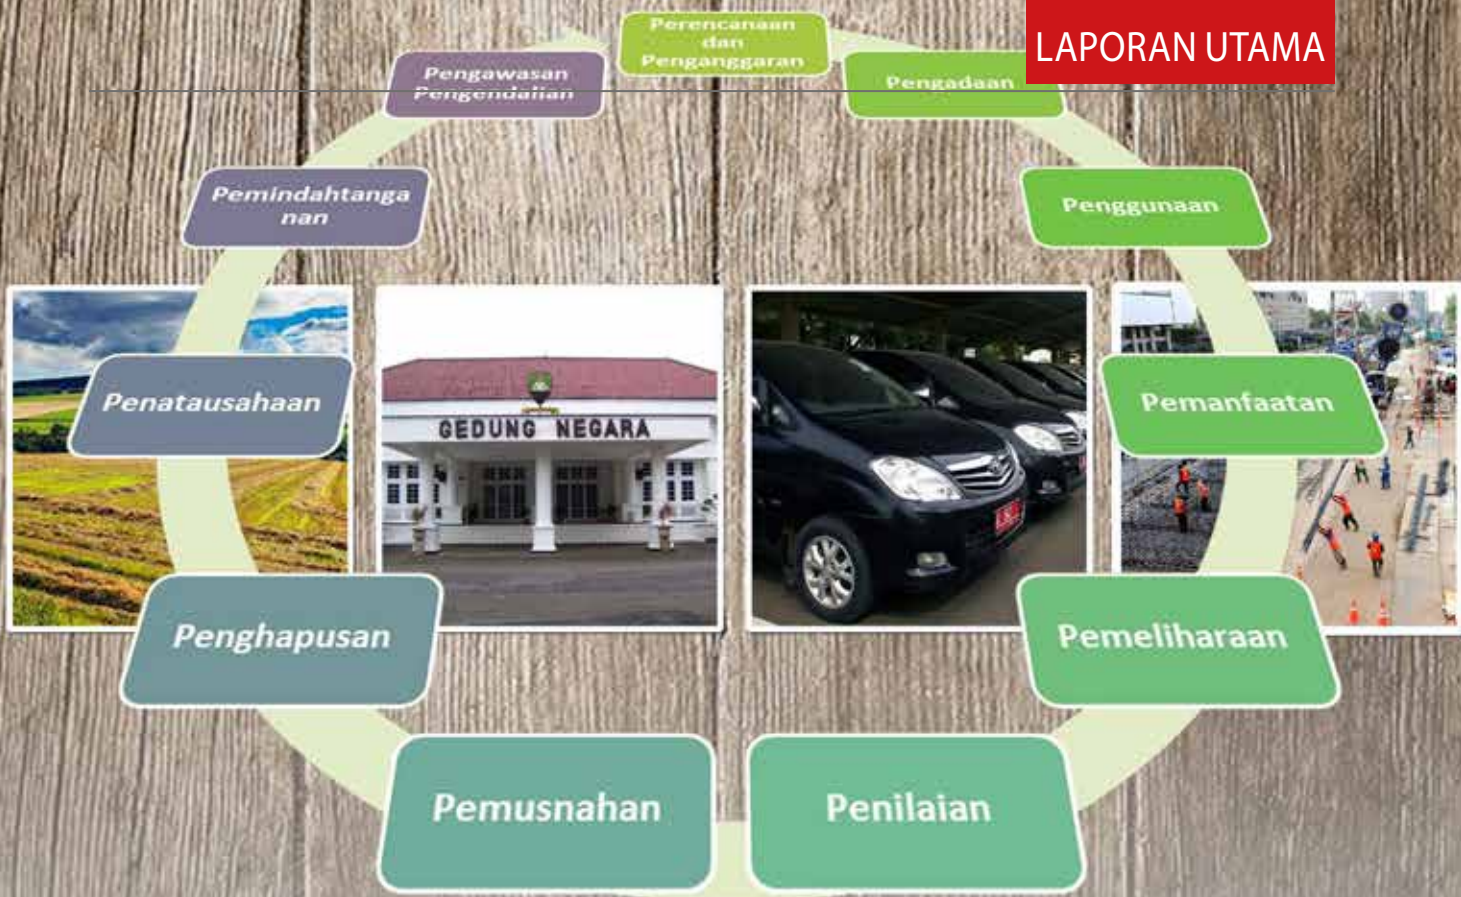 LAPORAN UTAMA
Perencanaan
dan
Penganggaran
Pengadaan
Penggunaan
Pemanfaatan
Pemeliharaan
Penilaian
Pemusnahan
Penghapusan
Penatausahaan
Pemindahtanga
nan
Pengawasan
Pengendalian
GEDUNG NEGARA